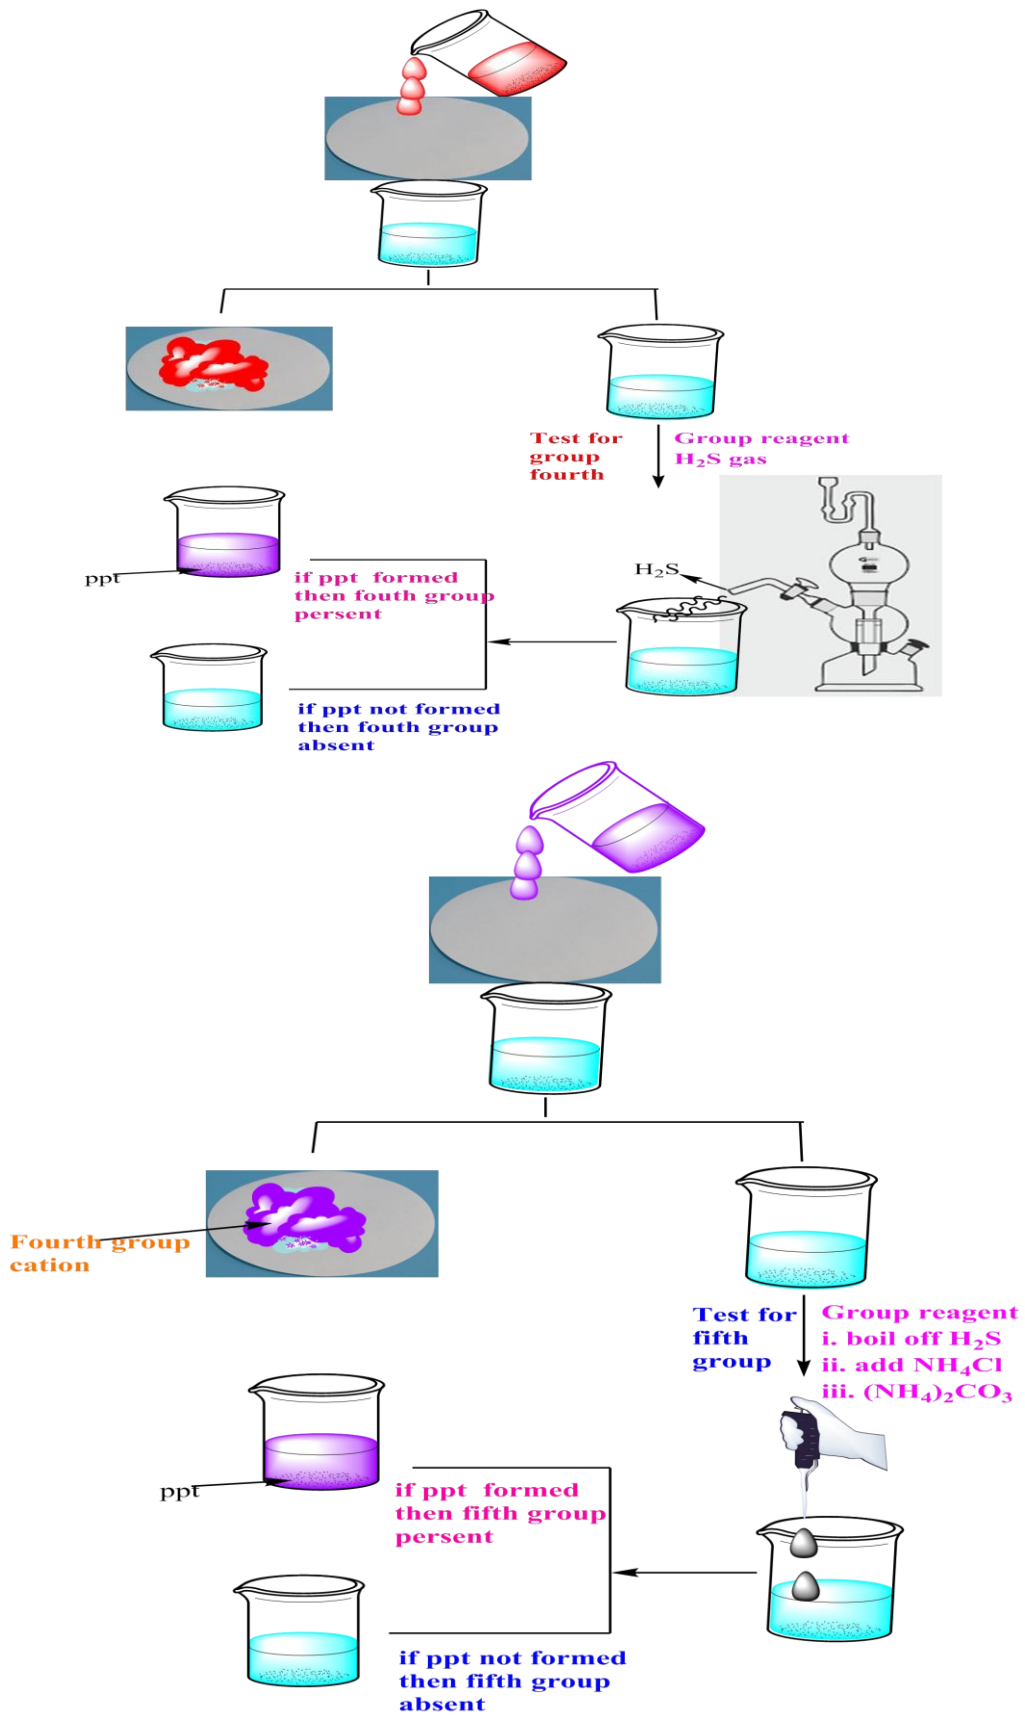 Test for
group
fourth
Group reagent
H₂S gas
H₂S
ppt
if ppt formed
then fouth group
persent
if ppt not formed
then fouth group
absent
Fourth group
cation
Test for
fifth
group
Group reagent
i. boil off H₂S
ii. add NH₄Cl
iii. (NH₄)₂CO₃
ppt
if ppt formed
then fifth group
persent
if ppt not formed
then fifth group
absent